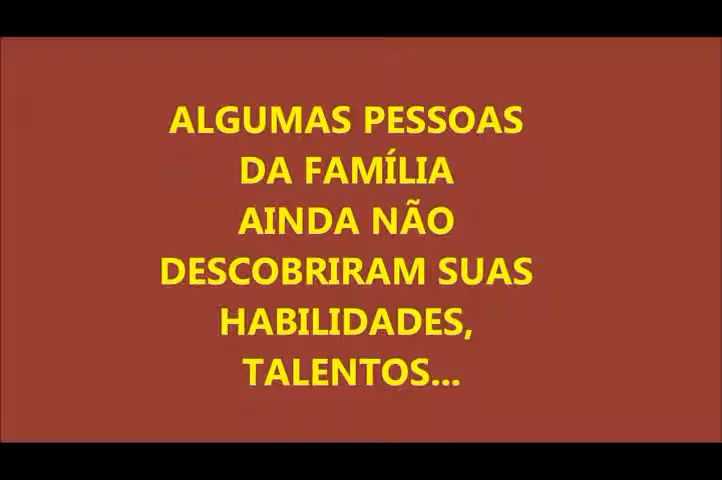 ALGUMAS PESSOAS
DA FAMÍLIA
AINDA NÃO
DESCOBRIRAM SUAS
HABILIDADES,
TALENTOS...